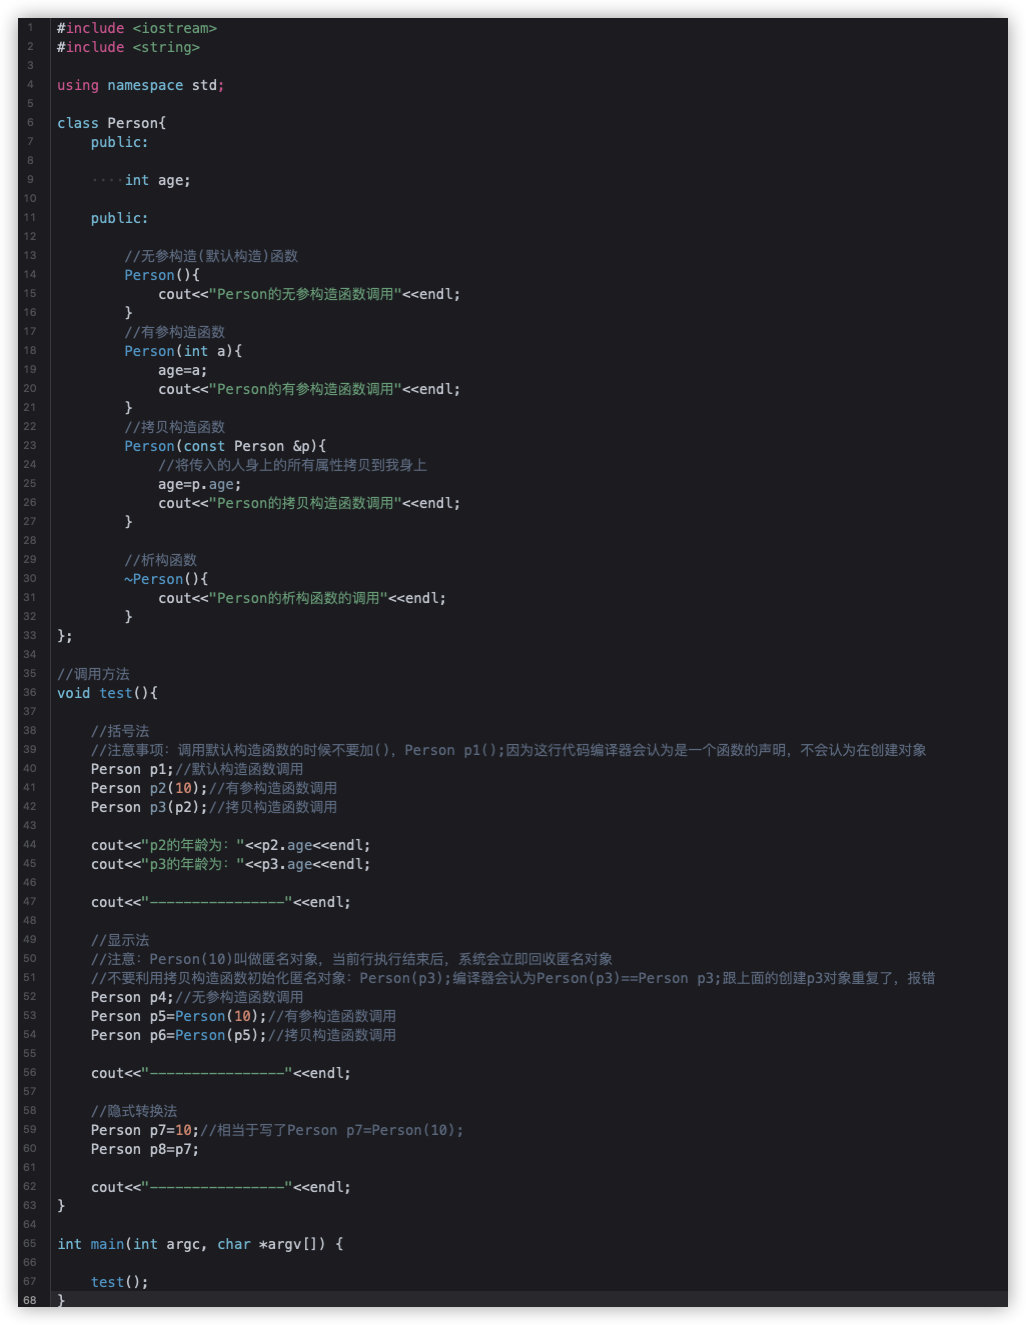 1 #include <iostream>
2 #include <string>
3
4 using namespace std;
5
6 class Person{
7     public:
8
9     ····int age;
10
11     public:
12
13         //无参构造(默认构造)函数
14         Person(){
15             cout<<"Person的无参构造函数调用"<<endl;
16         }
17         //有参构造函数
18         Person(int a){
19             age=a;
20             cout<<"Person的有参构造函数调用"<<endl;
21         }
22         //拷贝构造函数
23         Person(const Person &p){
24             //将传入的人身上的所有属性拷贝到我身上
25             age=p.age;
26             cout<<"Person的拷贝构造函数调用"<<endl;
27         }
28
29         //析构函数
30         ~Person(){
31             cout<<"Person的析构函数的调用"<<endl;
32         }
33 };
34
35 //调用方法
36 void test(){
37
38     //括号法
39     //注意事项：调用默认构造函数的时候不要加()，Person p1();因为这行代码编译器会认为是一个函数的声明，不会认为在创建对象
40     Person p1;//默认构造函数调用
41     Person p2(10);//有参构造函数调用
42     Person p3(p2);//拷贝构造函数调用
43
44     cout<<"p2的年龄为："<<p2.age<<endl;
45     cout<<"p3的年龄为："<<p3.age<<endl;
46
47     cout<<"----------------"<<endl;
48
49     //显示法
50     //注意：Person(10)叫做匿名对象，当前行执行结束后，系统会立即回收匿名对象
51     //不要利用拷贝构造函数初始化匿名对象：Person(p3);编译器会认为Person(p3)==Person p3;跟上面的创建p3对象重复了，报错
52     Person p4;//无参构造函数调用
53     Person p5=Person(10);//有参构造函数调用
54     Person p6=Person(p5);//拷贝构造函数调用
55
56     cout<<"----------------"<<endl;
57
58     //隐式转换法
59     Person p7=10;//相当于写了Person p7=Person(10);
60     Person p8=p7;
61
62     cout<<"----------------"<<endl;
63 }
64
65 int main(int argc, char *argv[]) {
66
67     test();
68 }